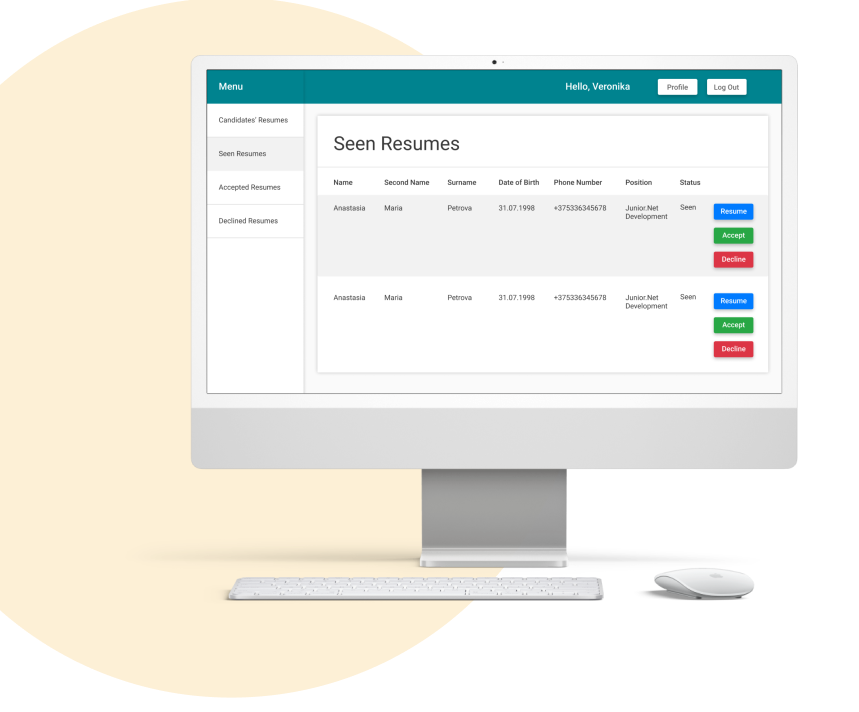 Menu
Hello, Veronika
Profile
Log Out
Candidates' Resumes
Seen Resumes
Accepted Resumes
Declined Resumes
Seen Resumes
Name Second Name Surname Date of Birth Phone Number Position Status
Anastasia Maria Petrova 31.07.1998 +375336345678 Junior.Net Seen
Development
Resume
Accept
Decline
Anastasia Maria Petrova 31.07.1998 +375336345678 Junior.Net Seen
Development
Resume
Accept
Decline